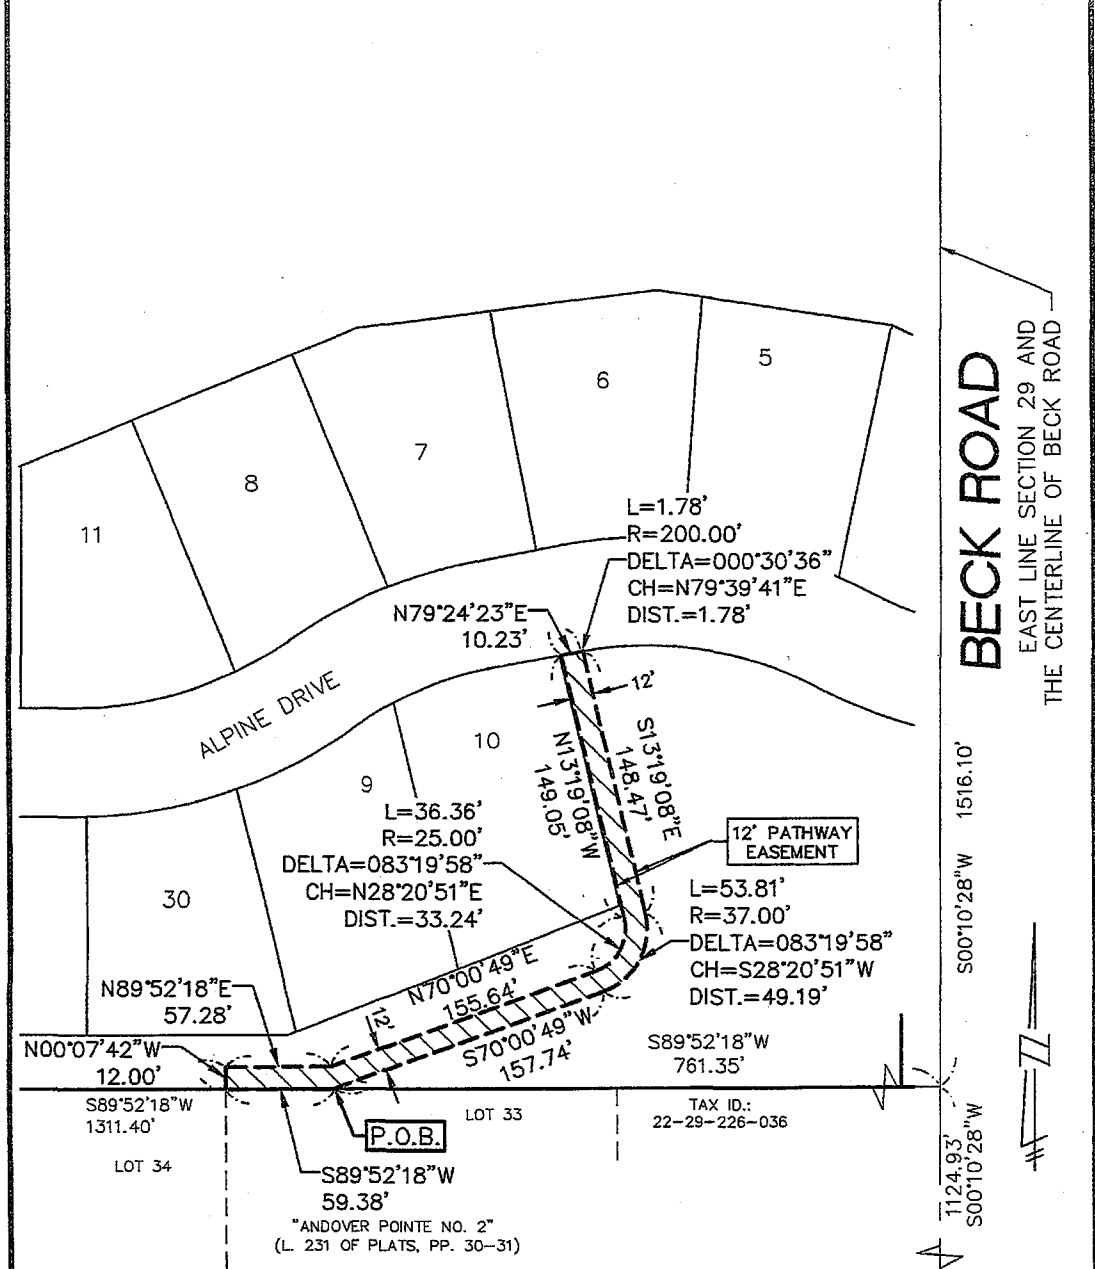 5
6
7
8
11
L=1.78'
R=200.00'
DELTA=000°30'36"
CH=N79°39'41"E
DIST.=1.78'
N79°24'23"E
10.23'
BECK ROAD
EAST LINE SECTION 29 AND
THE CENTERLINE OF BECK ROAD
ALPINE DRIVE
12'
10
9
S13°19'08"E
148.47'
N13°19'08"W
149.05'
1516.10'
S00°10'28"W
L=36.36'
R=25.00'
DELTA=083°19'58"
CH=N28°20'51"E
DIST.=33.24'
12' PATHWAY
EASEMENT
30
L=53.81'
R=37.00'
DELTA=083°19'58"
CH=S28°20'51"W
DIST.=49.19'
N70°00'49"E
155.64'
N89°52'18"E
57.28'
12'
S70°00'49"W
157.74'
N00°07'42"W
12.00'
S89°52'18"W
761.35'
S89°52'18"W
1311.40'
P.O.B.
LOT 33
TAX ID.:
22-29-226-036
LOT 34
S89°52'18"W
59.38'
1124.93'
S00°10'28"W
"ANDOVER POINTE NO. 2"
(L. 231 OF PLATS, PP. 30-31)